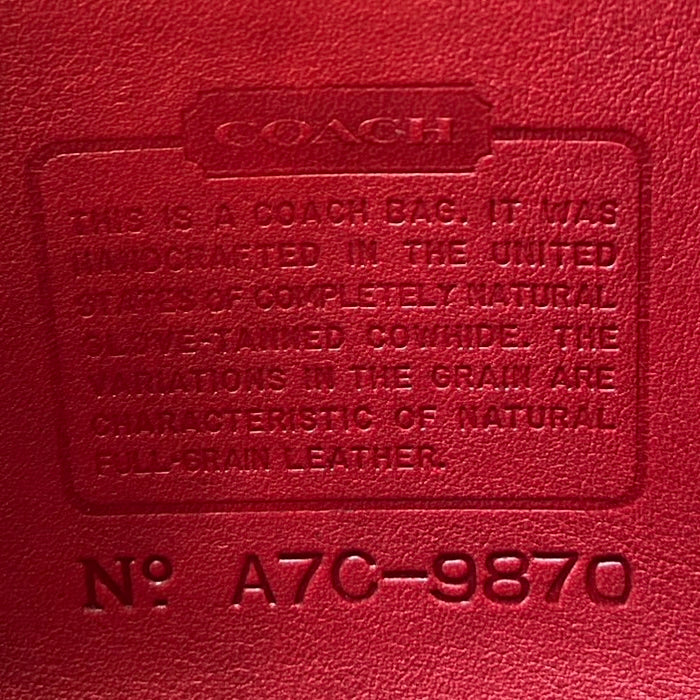 COACH
THIS IS A COACH BAG. IT WAS
HANDCRAFTED IN THE UNITED
STATES OF COMPLETELY NATURAL
GLOVE-TANNED COWHIDE. THE
VARIATIONS IN THE GRAIN ARE
CHARACTERISTIC OF NATURAL
FULL-GRAIN LEATHER.
Nº A7C-9870